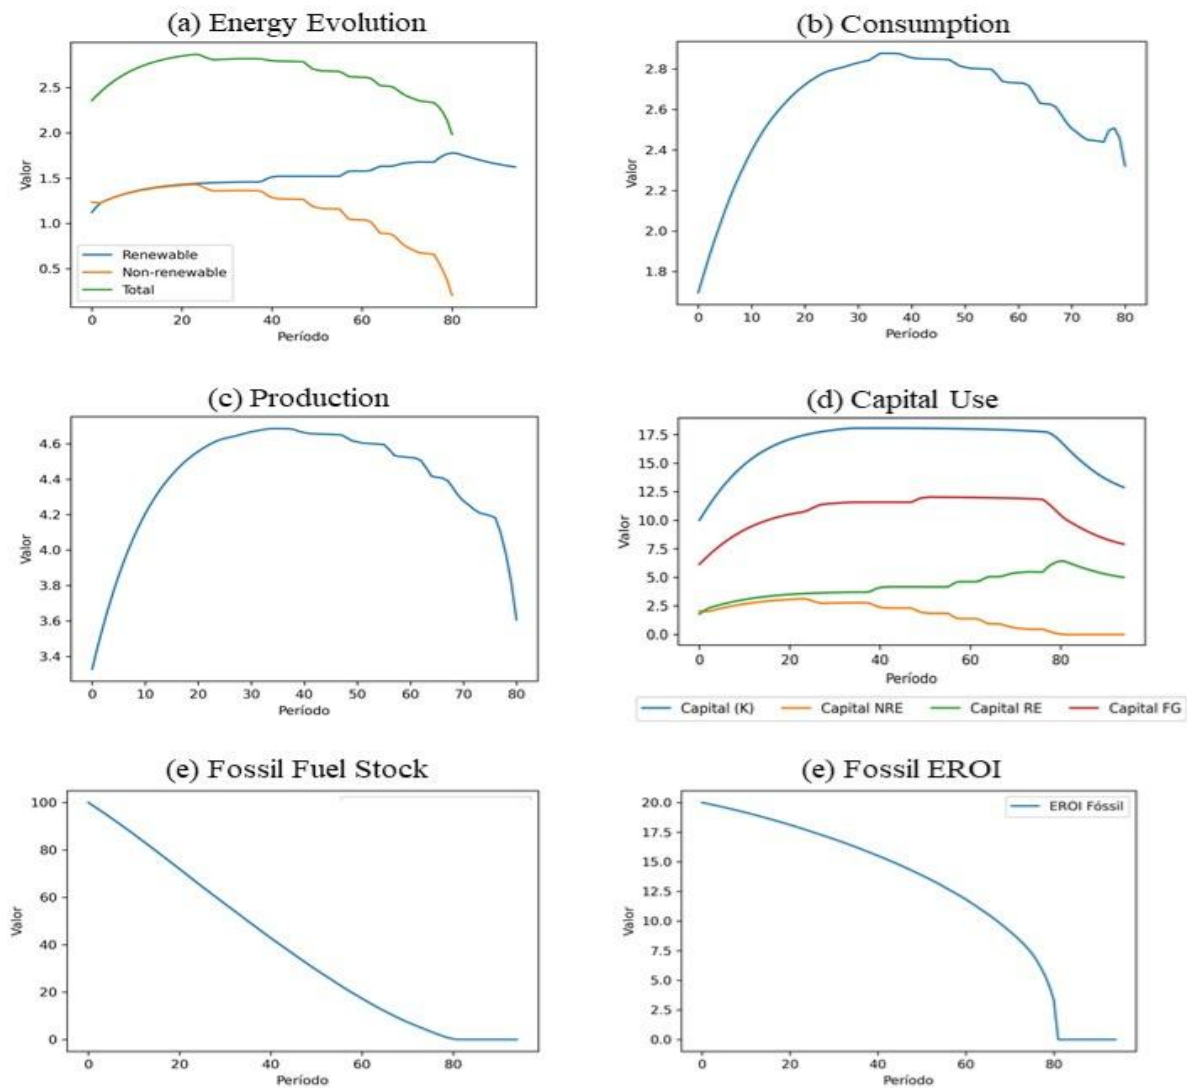 (a) Energy Evolution
2.5
2.0
1.5
1.0
0.5
Valor
Renewable
Non-renewable
Total
0 20 40 60 80
Período
(b) Consumption
2.8
2.6
2.4
2.2
2.0
1.8
Valor
0 10 20 30 40 50 60 70 80
Período
(c) Production
4.6
4.4
4.2
4.0
3.8
3.6
3.4
Valor
0 10 20 30 40 50 60 70 80
Período
(d) Capital Use
17.5
15.0
12.5
10.0
7.5
5.0
2.5
0.0
Valor
0 20 40 60 80
Período
Capital (K) Capital NRE Capital RE Capital FG
(e) Fossil Fuel Stock
100
80
60
40
20
0
Valor
0 20 40 60 80
Período
(e) Fossil EROI
20.0
17.5
15.0
12.5
10.0
7.5
5.0
2.5
0.0
Valor
EROI Fóssil
0 20 40 60 80
Período